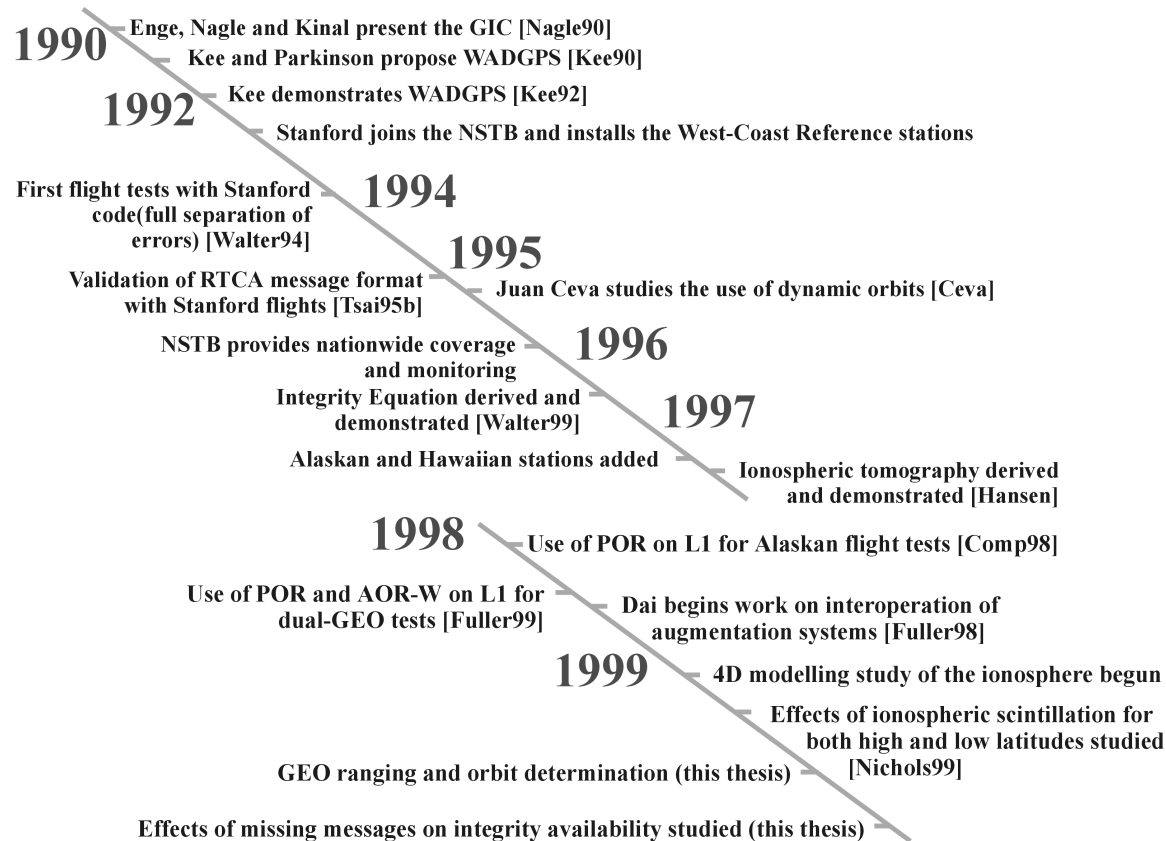 Enge, Nagle and Kinal present the GIC [Nagle90]
1990
Kee and Parkinson propose WADGPS [Kee90]
Kee demonstrates WADGPS [Kee92]
1992
Stanford joins the NSTB and installs the West-Coast Reference stations
First flight tests with Stanford
code(full separation of
errors) [Walter94]
1994
1995
Validation of RTCA message format
with Stanford flights [Tsai95b]
Juan Ceva studies the use of dynamic orbits [Ceva]
NSTB provides nationwide coverage
and monitoring
1996
Integrity Equation derived and
demonstrated [Walter99]
1997
Alaskan and Hawaiian stations added
Ionospheric tomography derived
and demonstrated [Hansen]
1998
Use of POR on L1 for Alaskan flight tests [Comp98]
Use of POR and AOR-W on L1 for
dual-GEO tests [Fuller99]
Dai begins work on interoperation of
augmentation systems [Fuller98]
1999
4D modelling study of the ionosphere begun
Effects of ionospheric scintillation for
both high and low latitudes studied
[Nichols99]
GEO ranging and orbit determination (this thesis)
Effects of missing messages on integrity availability studied (this thesis)